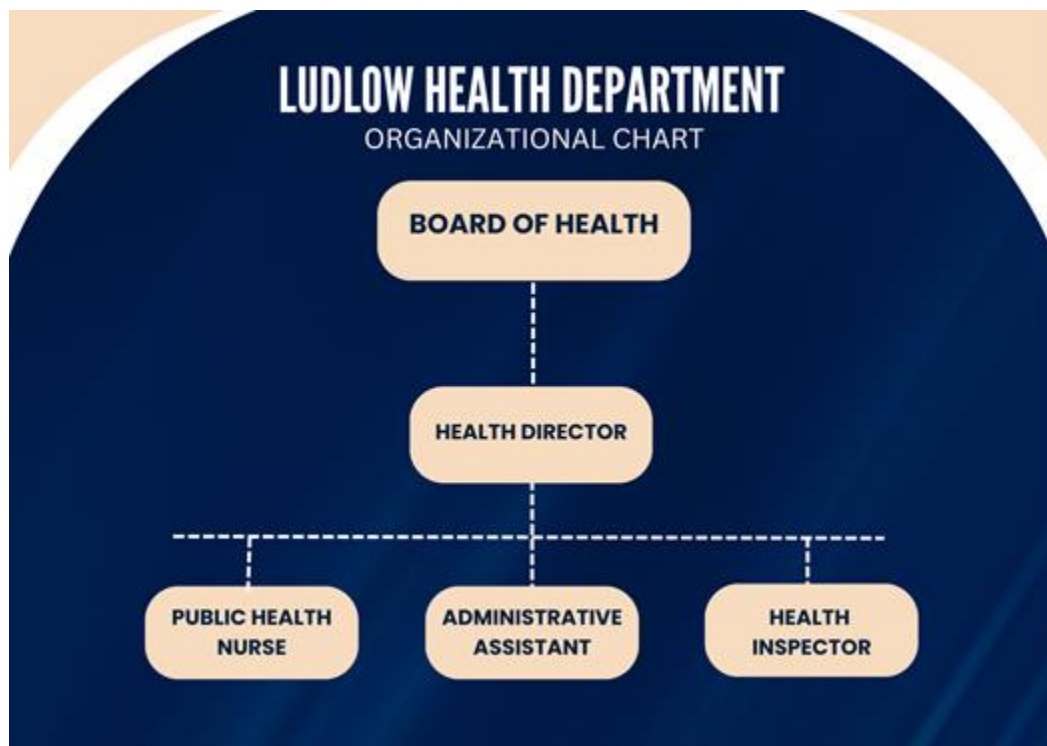 LUDLOW HEALTH DEPARTMENT
ORGANIZATIONAL CHART
BOARD OF HEALTH
HEALTH DIRECTOR
PUBLIC HEALTH
NURSE
ADMINISTRATIVE
ASSISTANT
HEALTH
INSPECTOR